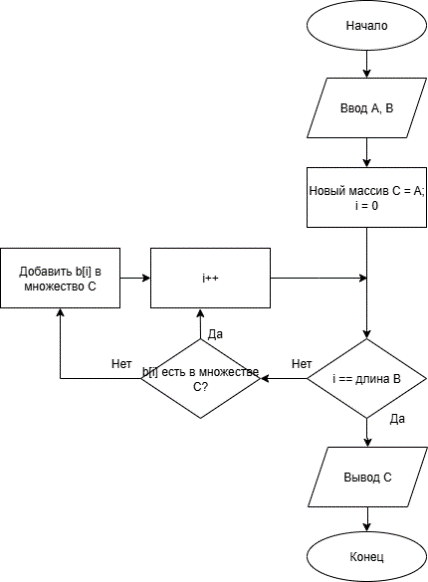 Начало
Ввод A, B
Новый массив C = A;
i = 0
Добавить b[i] в
множество C
i++
Да
Нет
b[i] есть в множестве
C?
Нет
i == длина B
Да
Вывод C
Конец